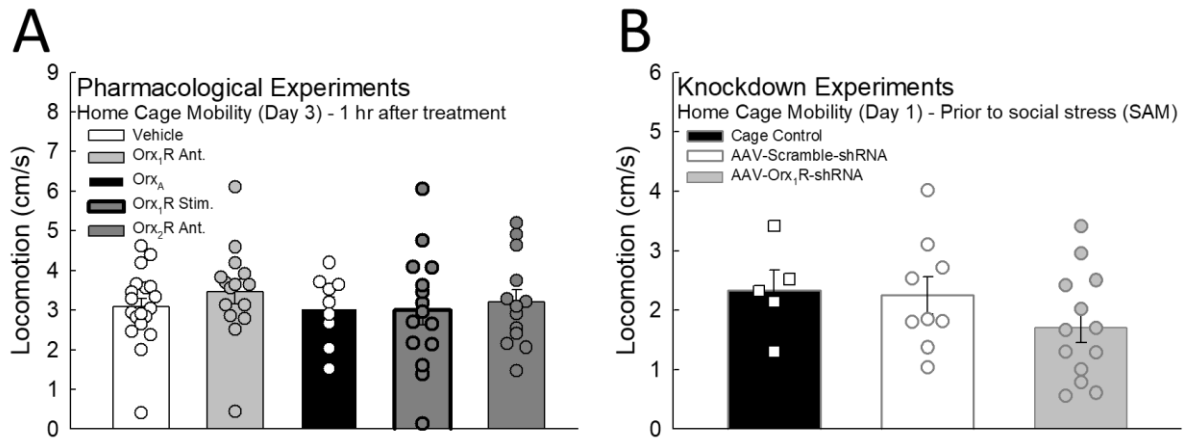 A
Pharmacological Experiments
Home Cage Mobility (Day 3) - 1 hr after treatment
Vehicle
Orx₁R Ant.
Orx_A
Orx₁R Stim.
Orx₂R Ant.
Locomotion (cm/s)
9
8
7
6
5
4
3
2
1
0
B
Knockdown Experiments
Home Cage Mobility (Day 1) - Prior to social stress (SAM)
Cage Control
AAV-Scramble-shRNA
AAV-Orx₁R-shRNA
Locomotion (cm/s)
6
5
4
3
2
1
0